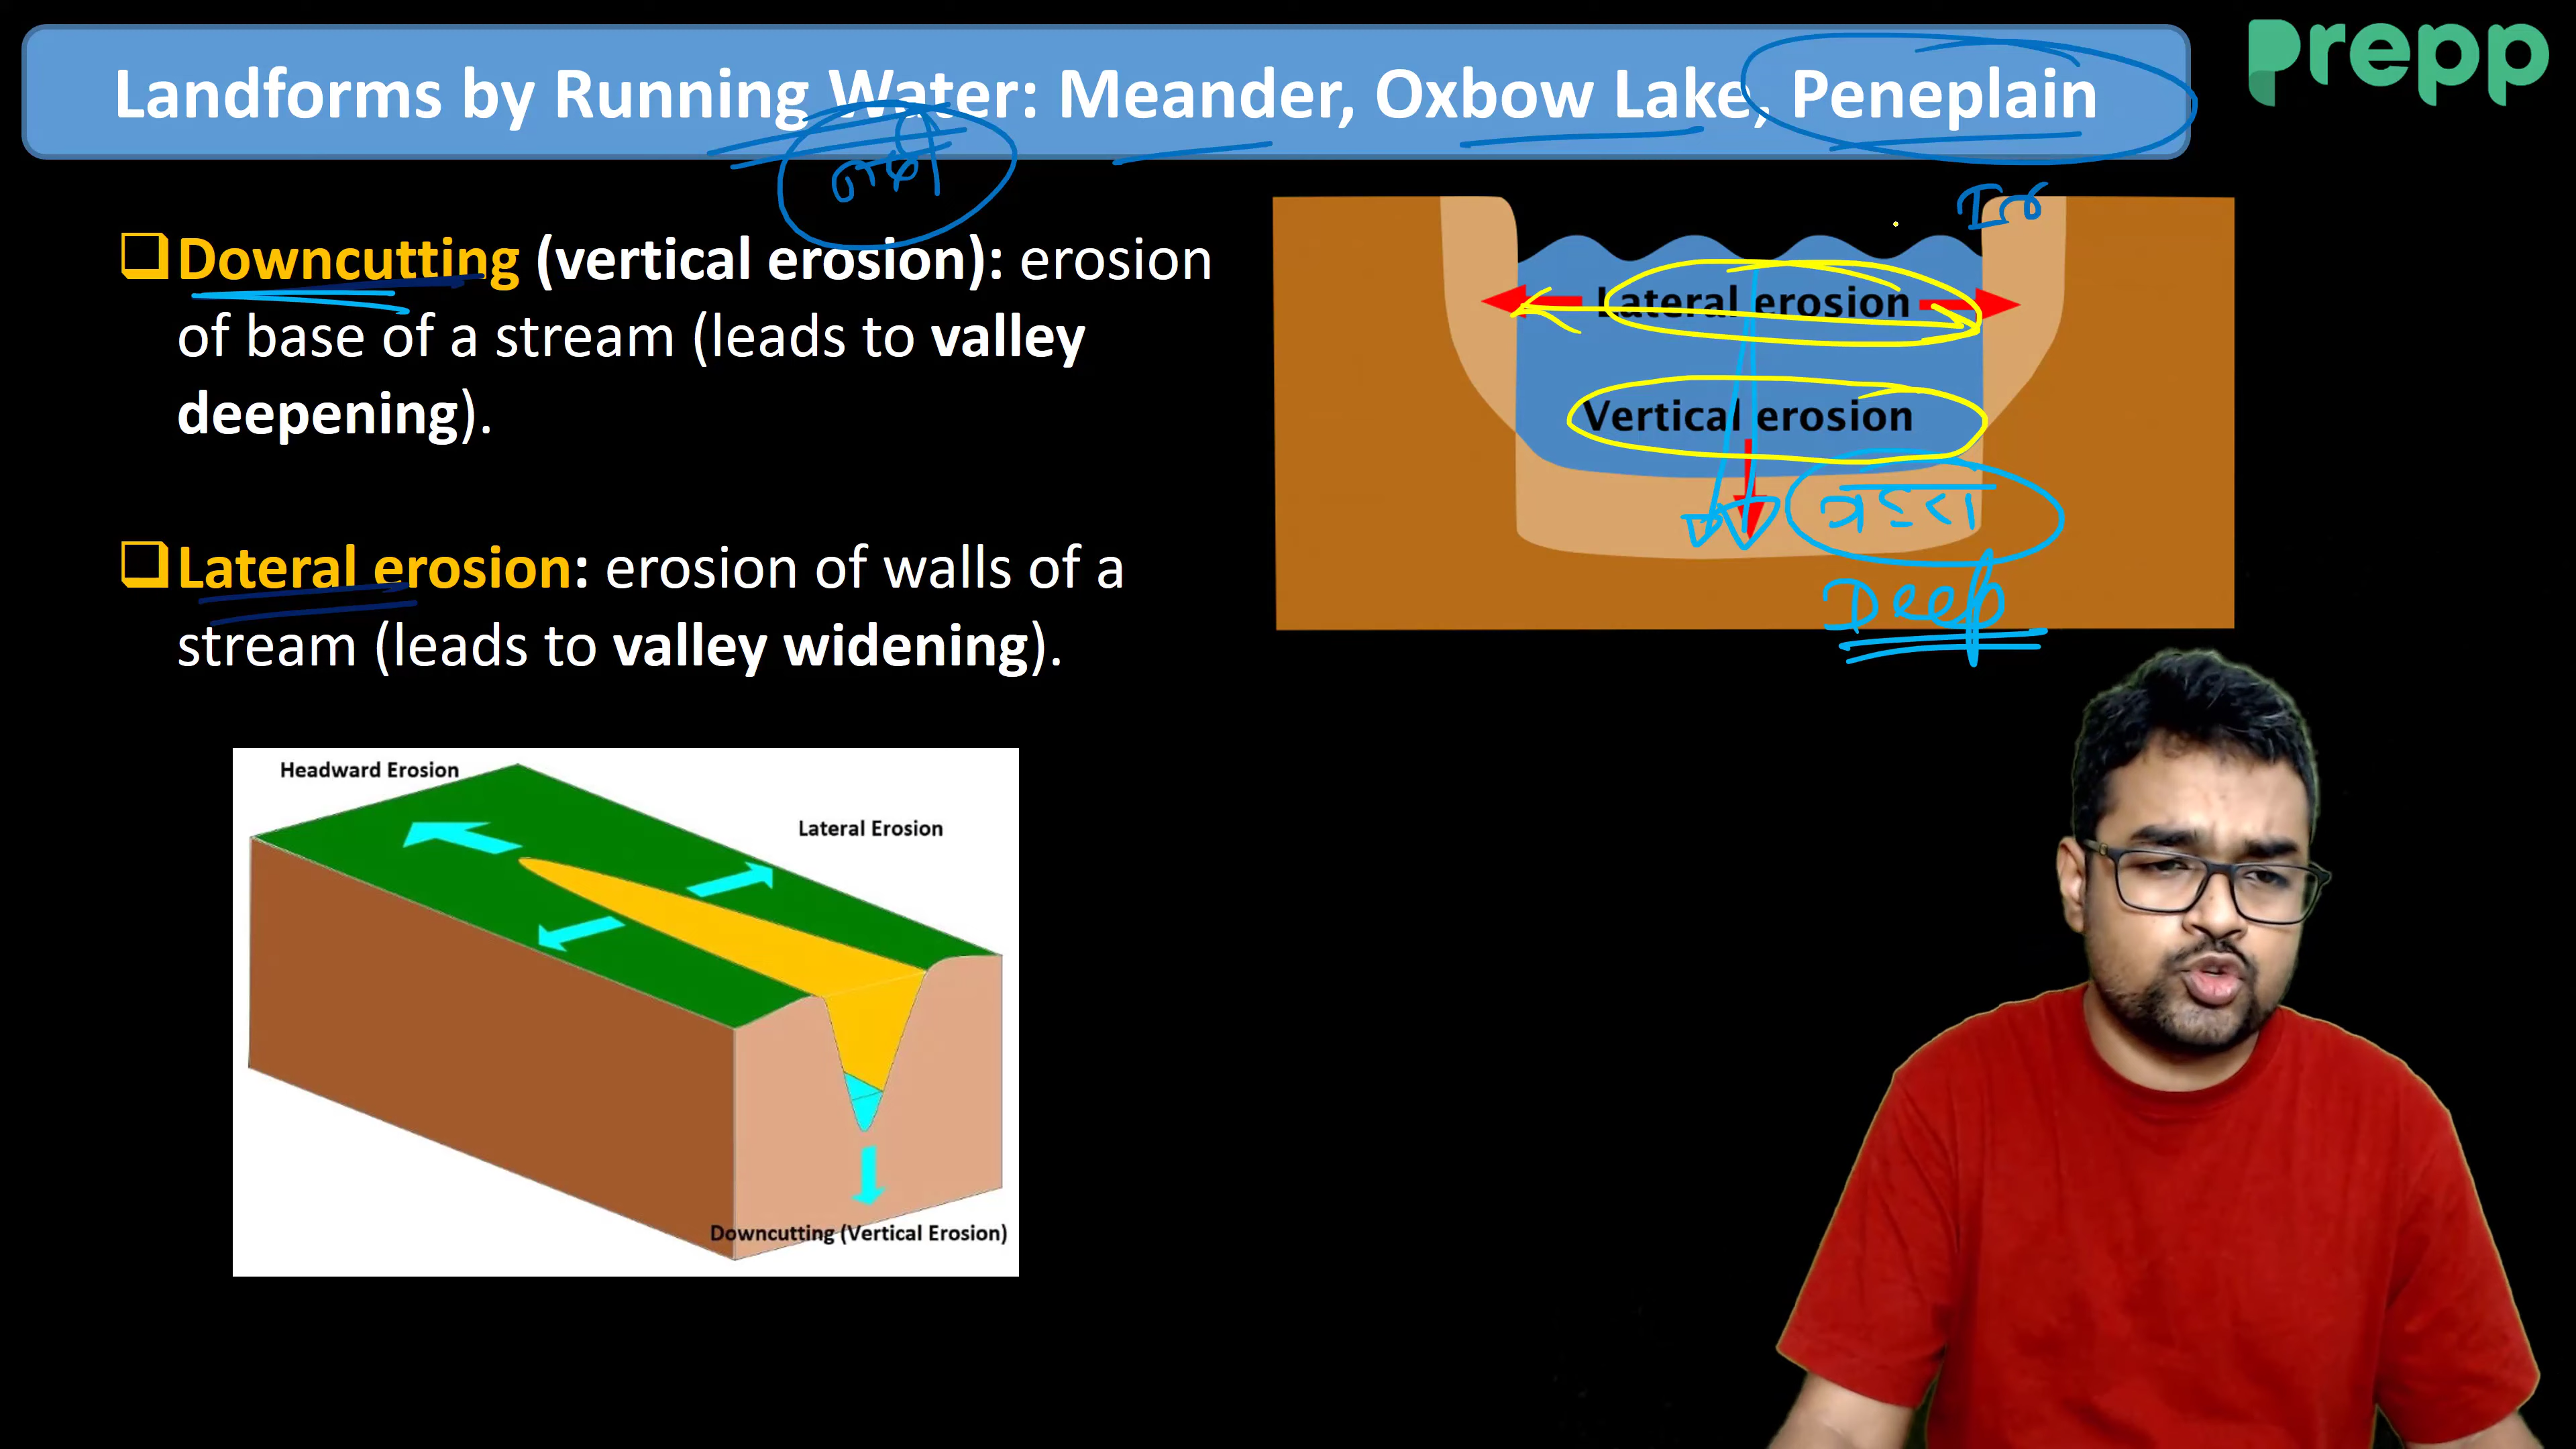 Landforms by Running Water: Meander, Oxbow Lake, Peneplain
prepp
Downcutting (vertical erosion): erosion
of base of a stream (leads to valley
deepening).
Lateral erosion: erosion of walls of a
stream (leads to valley widening).
Lateral erosion
Vertical erosion
Deep
Headward Erosion
Lateral Erosion
Downcutting (Vertical Erosion)